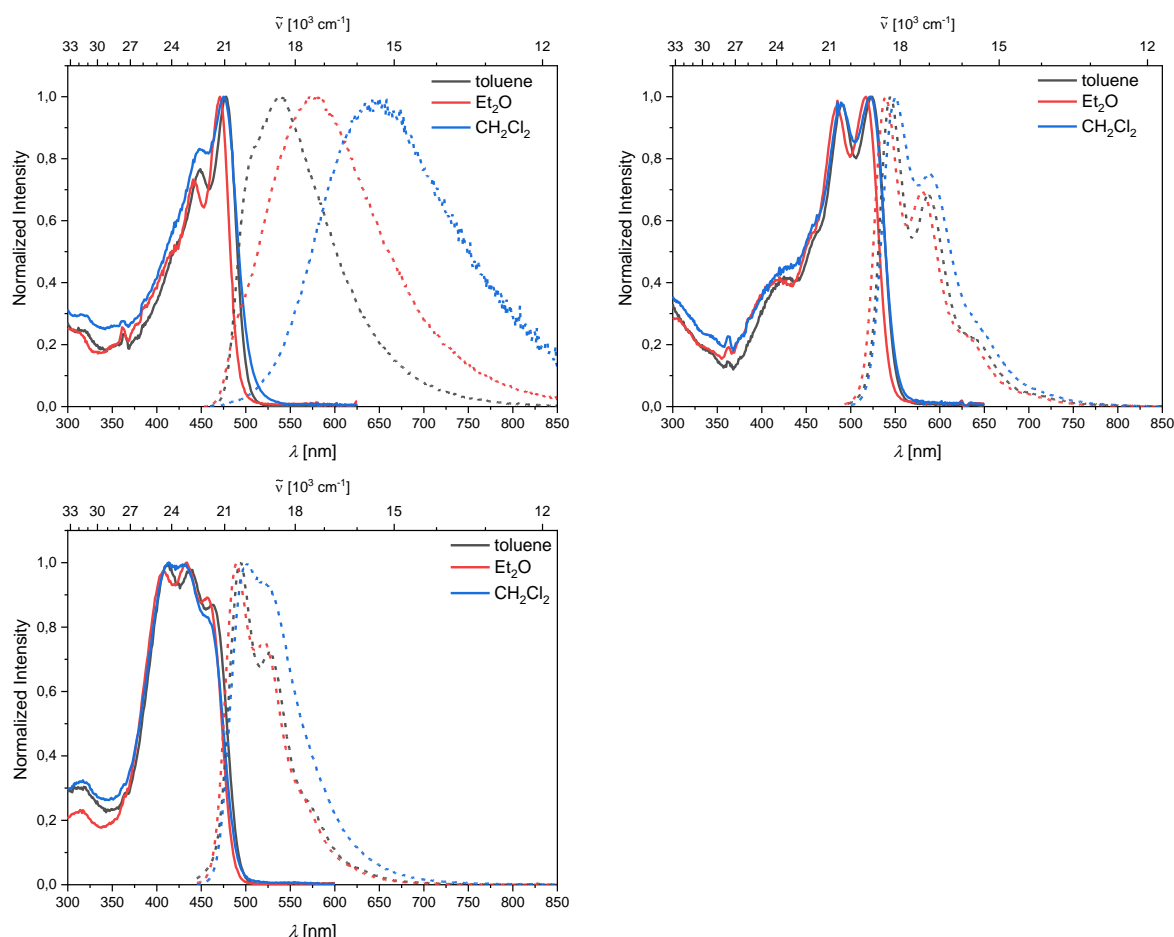 ṽ [10³ cm⁻¹]
33 30 27 24 21 18 15 12
1,0
0,8
0,6
0,4
0,2
0,0
Normalized Intensity
toluene
Et₂O
CH₂Cl₂
300 350 400 450 500 550 600 650 700 750 800 850
λ [nm]
ṽ [10³ cm⁻¹]
33 30 27 24 21 18 15 12
1,0
0,8
0,6
0,4
0,2
0,0
Normalized Intensity
toluene
Et₂O
CH₂Cl₂
300 350 400 450 500 550 600 650 700 750 800 850
λ [nm]
ṽ [10³ cm⁻¹]
33 30 27 24 21 18 15 12
1,0
0,8
0,6
0,4
0,2
0,0
Normalized Intensity
toluene
Et₂O
CH₂Cl₂
300 350 400 450 500 550 600 650 700 750 800 850
λ [nm]